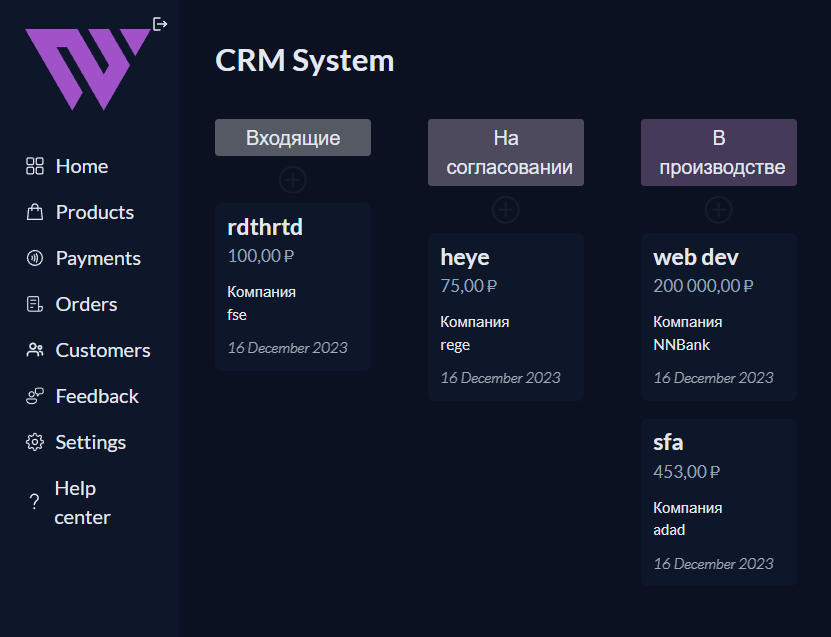 CRM System
Home
Products
Payments
Orders
Customers
Feedback
Settings
Help
center
Входящие
rdthrtd
100,00 ₽
Компания
fse
16 December 2023
На
согласовании
heye
75,00 ₽
Компания
rege
16 December 2023
В
производстве
web dev
200 000,00 ₽
Компания
NNBank
16 December 2023
sfa
453,00 ₽
Компания
adad
16 December 2023